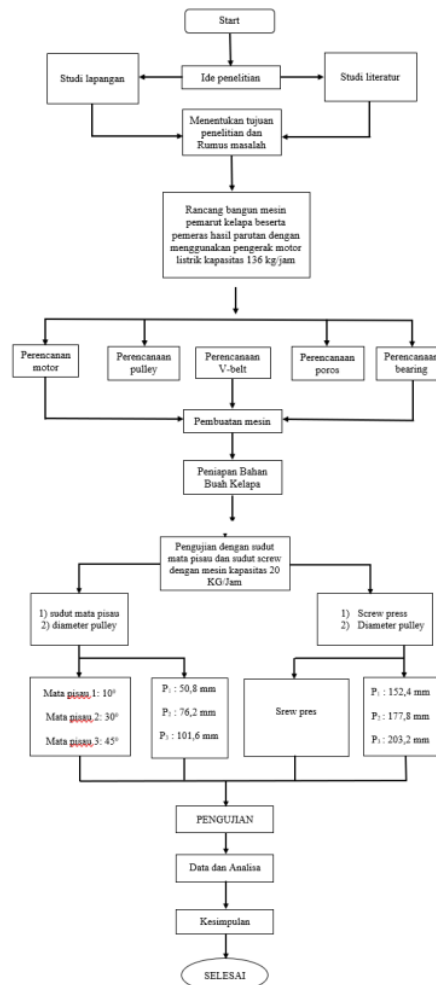 Start
Studi lapangan
Ide penelitian
Studi literatur
Menentukan tujuan
penelitian dan
Rumus masalah
Rancang bangun mesin
pemarut kelapa beserta
pemeras hasil parutan dengan
menggunakan pengerak motor
listrik kapasitas 136 kg/jam
Perencanan
motor
Perencanaan
pulley
Perencanaan
V-belt
Perencanaan
poros
Perencanaan
bearing
Pembuatan mesin
Peniapan Bahan
Buah Kelapa
Pengujian dengan sudut
mata pisau dan sudut screw
dengan mesin kapasitas 20
KG/Jam
1) sudut mata pisau
2) diameter pulley
1) Screw press
2) Diameter pulley
Mata pisau 1: 10⁰
Mata pisau 2: 30⁰
Mata pisau 3: 45⁰
P₁ : 50,8 mm
P₂ : 76,2 mm
P₃ : 101,6 mm
Srew pres
P₁ : 152,4 mm
P₂ : 177,8 mm
P₃ : 203,2 mm
PENGUJIAN
Data dan Analisa
Kesimpulan
SELESAI